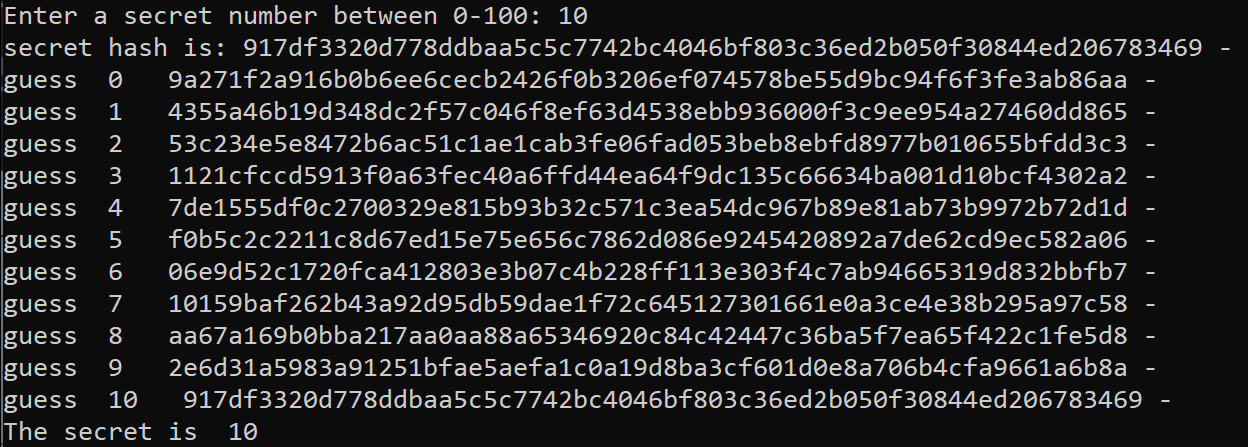 Enter a secret number between 0-100: 10
secret hash is: 917df3320d778ddbaa5c5c7742bc4046bf803c36ed2b050f30844ed206783469 -
guess  0   9a271f2a916b0b6ee6cecb2426f0b3206ef074578be55d9bc94f6f3fe3ab86aa -
guess  1   4355a46b19d348dc2f57c046f8ef63d4538ebb936000f3c9ee954a27460dd865 -
guess  2   53c234e5e8472b6ac51c1ae1cab3fe06fad053beb8ebfd8977b010655bfdd3c3 -
guess  3   1121cfccd5913f0a63fec40a6ffd44ea64f9dc135c66634ba001d10bcf4302a2 -
guess  4   7de1555df0c2700329e815b93b32c571c3ea54dc967b89e81ab73b9972b72d1d -
guess  5   f0b5c2c2211c8d67ed15e75e656c7862d086e9245420892a7de62cd9ec582a06 -
guess  6   06e9d52c1720fca412803e3b07c4b228ff113e303f4c7ab94665319d832bbfb7 -
guess  7   10159baf262b43a92d95db59dae1f72c645127301661e0a3ce4e38b295a97c58 -
guess  8   aa67a169b0bba217aa0aa88a65346920c84c42447c36ba5f7ea65f422c1fe5d8 -
guess  9   2e6d31a5983a91251bfae5aefa1c0a19d8ba3cf601d0e8a706b4cfa9661a6b8a -
guess  10   917df3320d778ddbaa5c5c7742bc4046bf803c36ed2b050f30844ed206783469 -
The secret is  10